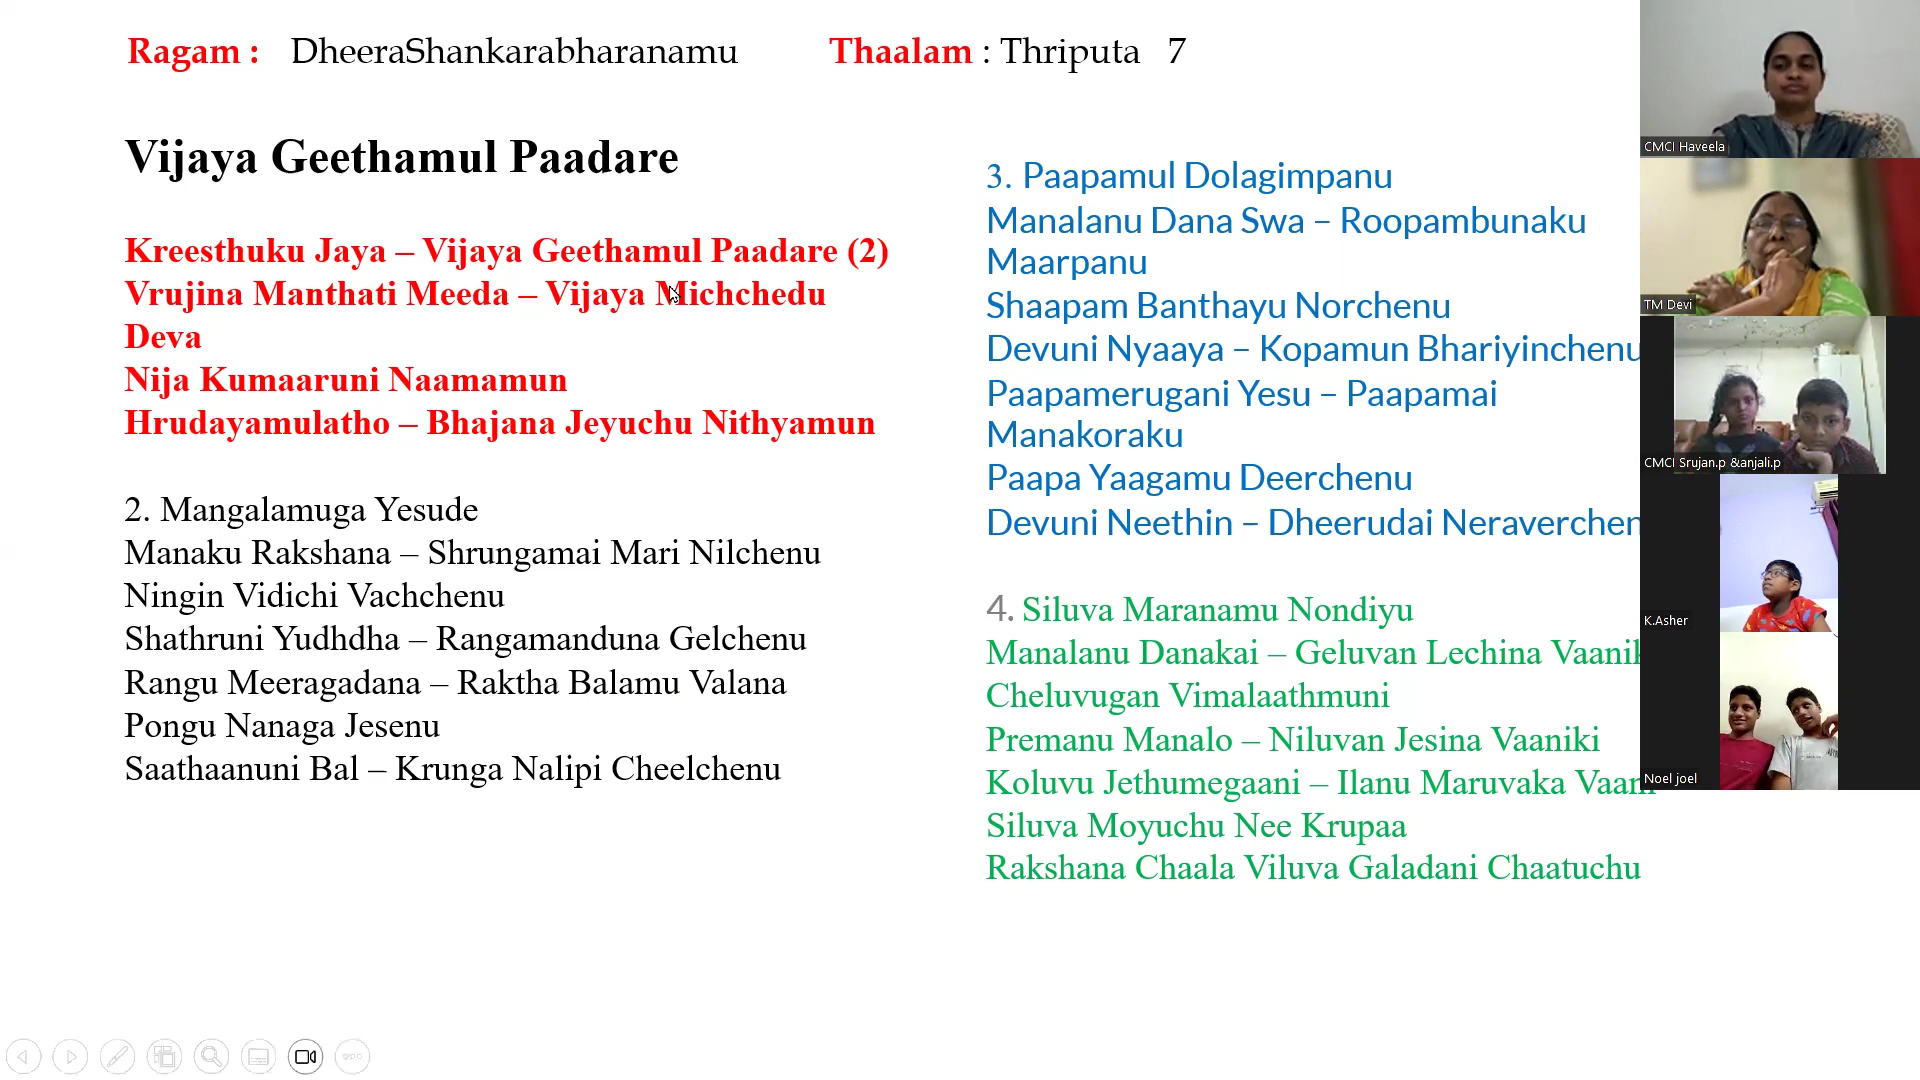 Ragam : DheeraShankarabharanamu Thaalam : Thriputa 7
Vijaya Geethamul Paadare
Kreesthuku Jaya – Vijaya Geethamul Paadare (2)
Vrujina Manthati Meeda – Vijaya Michchedu
Deva
Nija Kumaaruni Naamamun
Hrudayamulatho – Bhajana Jeyuchu Nithyamun
2. Mangalamuga Yesude
Manaku Rakshana – Shrungamai Mari Nilchenu
Ningin Vidichi Vachchenu
Shathruni Yudhdha – Rangamanduna Gelchenu
Rangu Meeragadana – Raktha Balamu Valana
Pongu Nanaga Jesenu
Saathaanuni Bal – Krunga Nalipi Cheelchenu
3. Paapamul Dolagimpanu
Manalanu Dana Swa – Roopambunaku
Maarpanu
Shaapam Banthayu Norchenu
Devuni Nyaaya – Kopamun Bhariyinchenu
Paapamerugani Yesu – Paapamai
Manakoraku
Paapa Yaagamu Deerchenu
Devuni Neethin – Dheerudai Neraverchen
4. Siluva Maranamu Nondiyu
Manalanu Danakai – Geluvan Lechina
Cheluvugan Vimalaathmuni
Premanu Manalo – Niluvan Jesina Vaaniki
Koluvu Jethumegaani – Ilanu Maruvaka
Siluva Moyuchu Nee Krupaa
Rakshana Chaala Viluva Galadani Chaatuchu
CMCI Haveela
TM Devi
CMCI Srujan.p &anjali.p
K.Asher
Noel joel